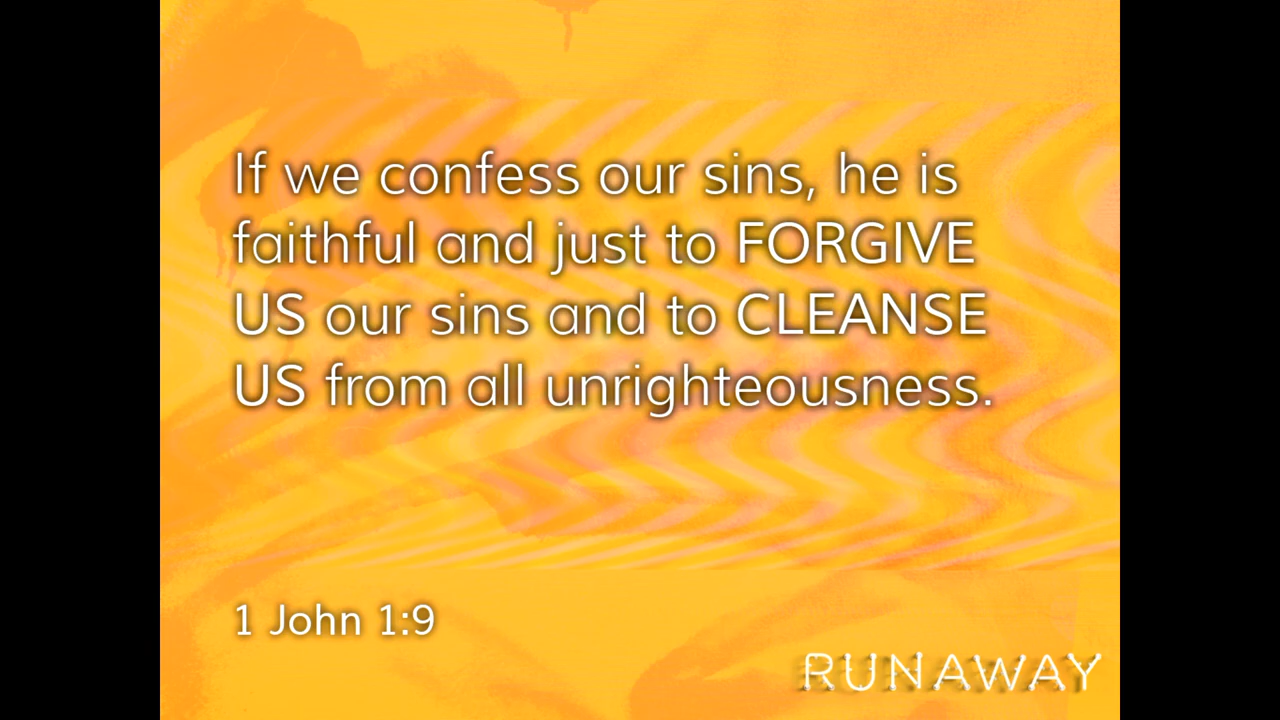 If we confess our sins, he is
faithful and just to FORGIVE
US our sins and to CLEANSE
US from all unrighteousness.
1 John 1:9
RUNAWAY